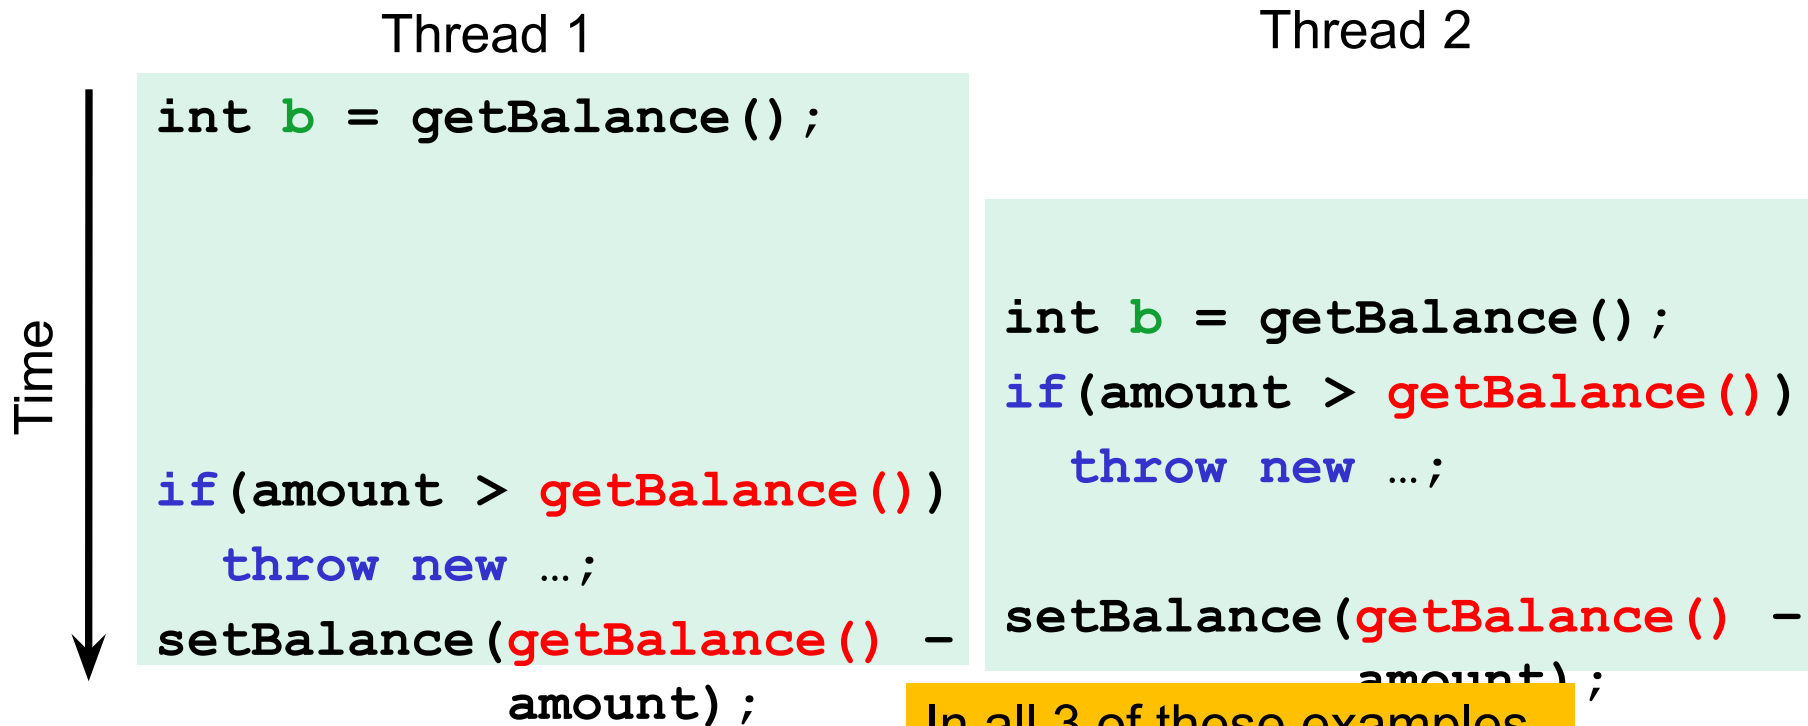 Thread 1
Thread 2
Time
int b = getBalance();
if(amount > getBalance())
throw new …;
setBalance(getBalance() -
amount);
int b = getBalance();
if(amount > getBalance())
throw new …;
setBalance(getBalance() -
amount);
In all 3 of these examples